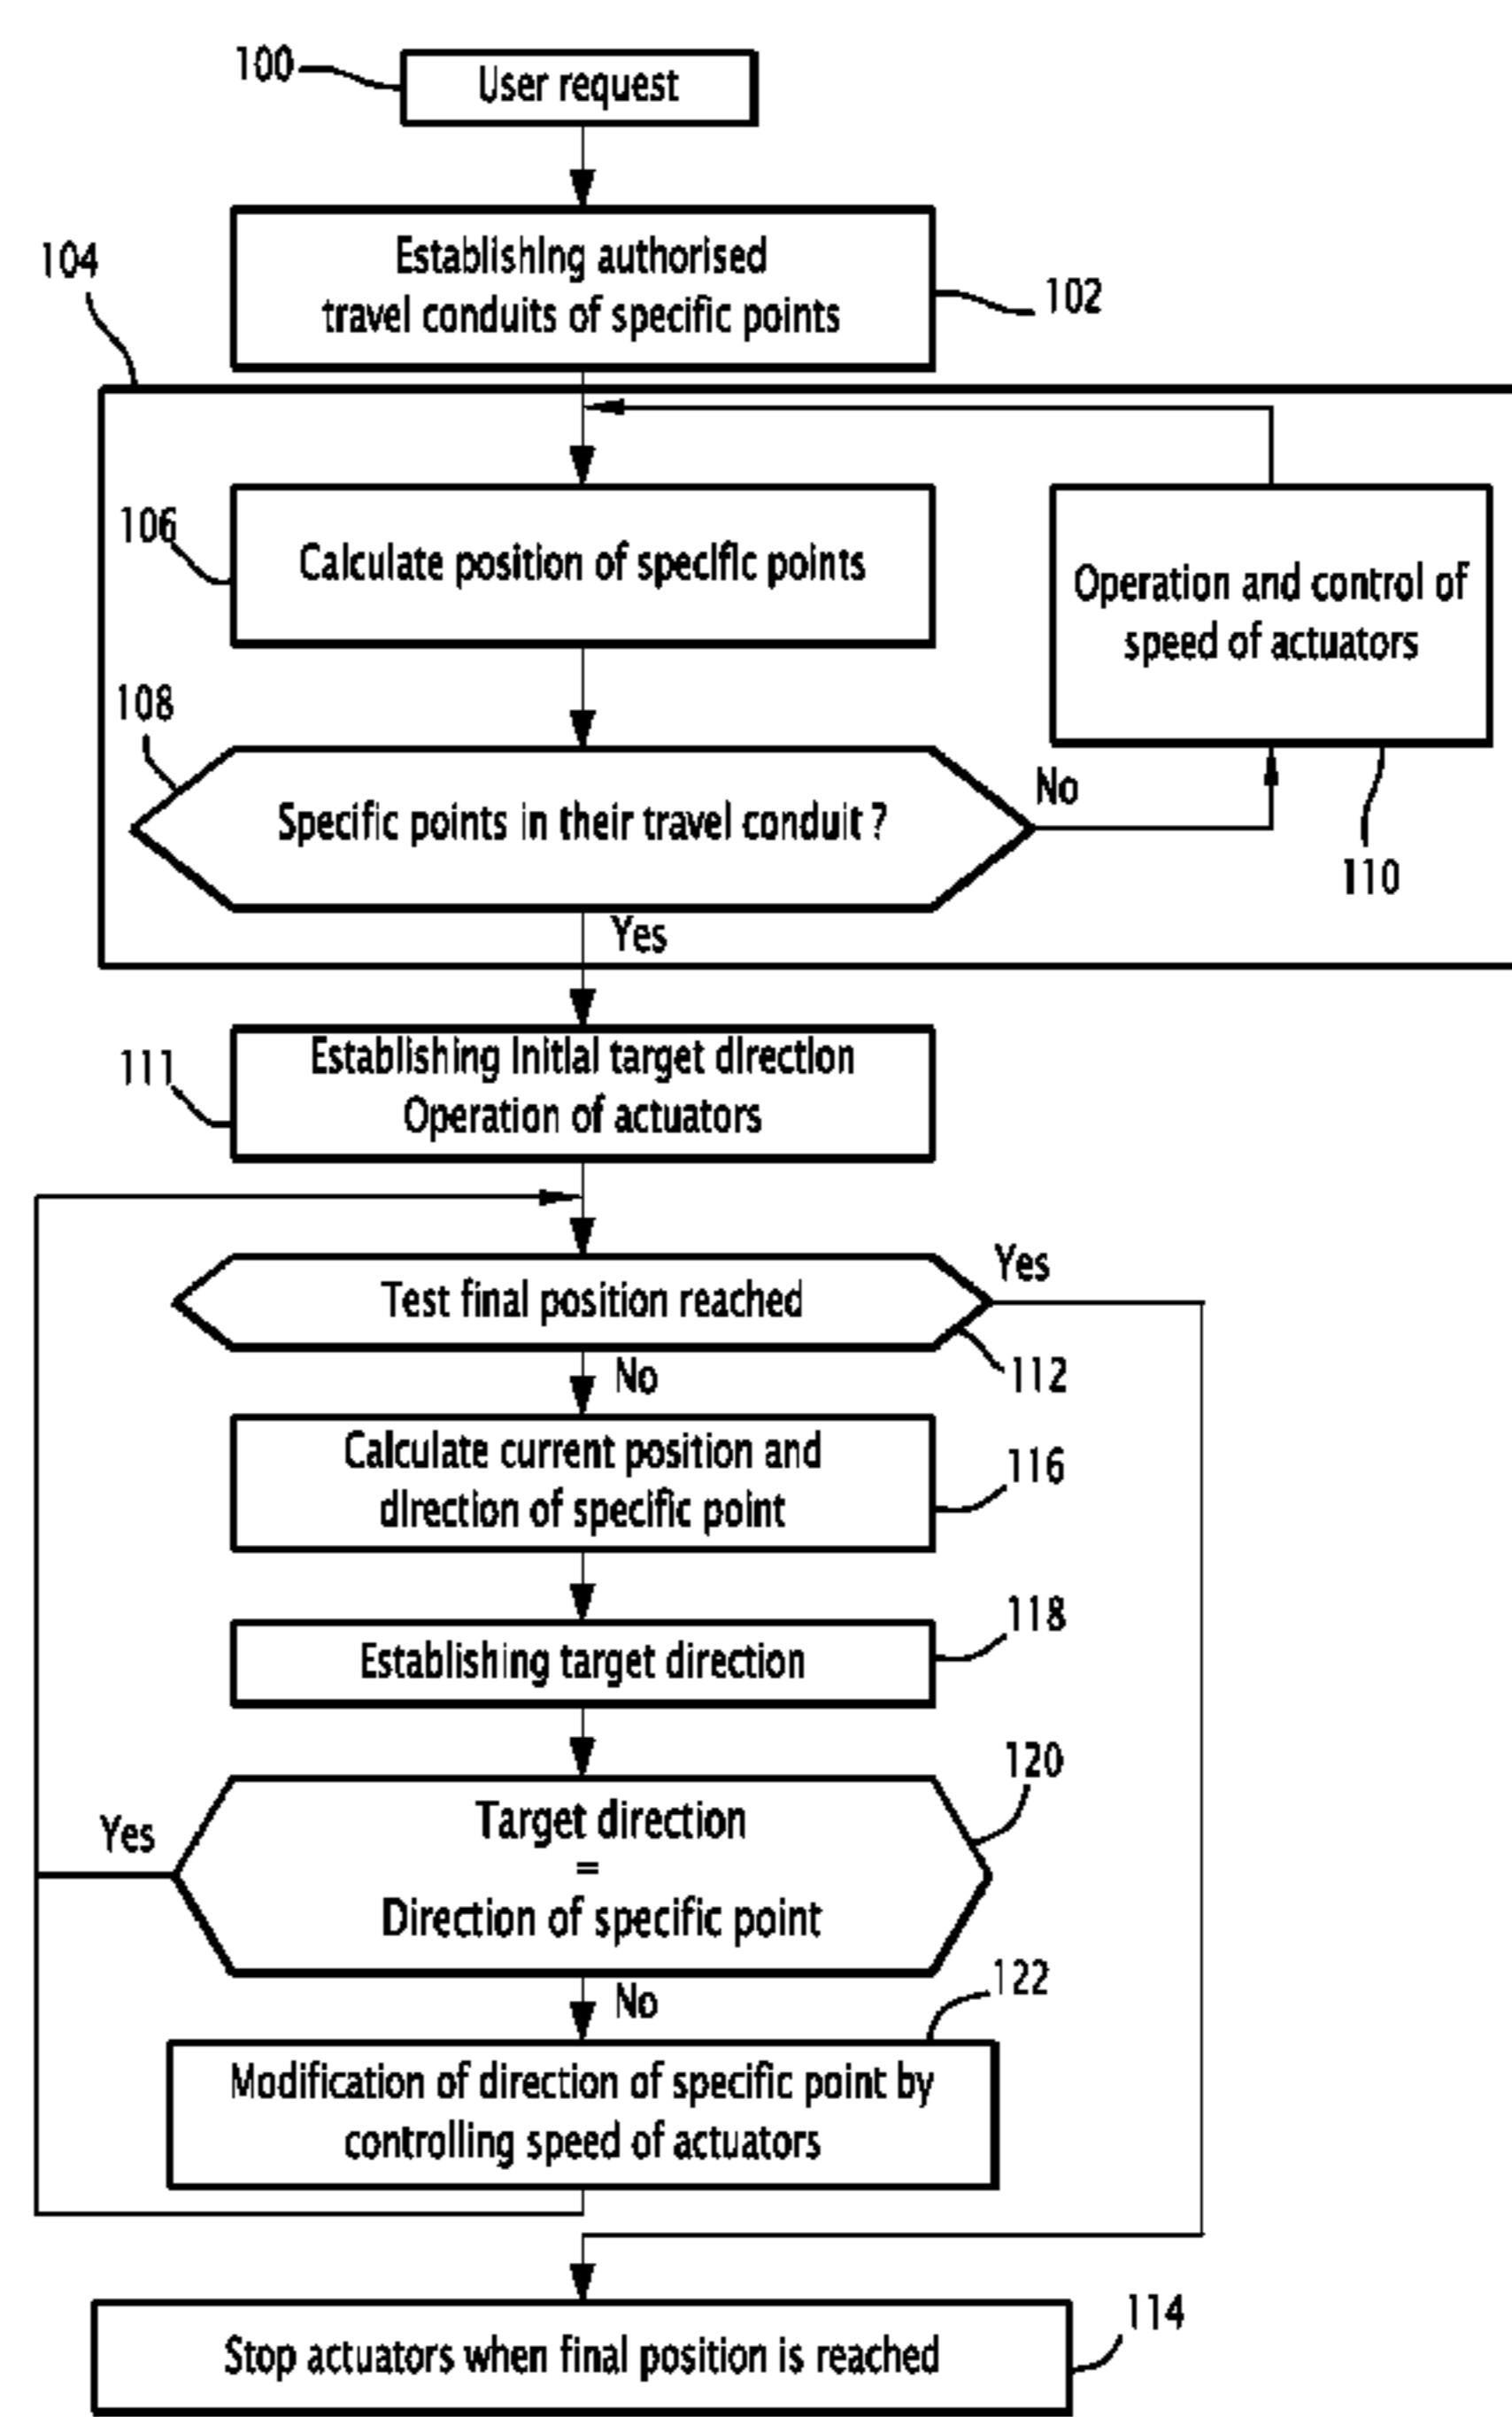 100
User request
Establishing authorised
travel conduits of specific points
102
104
106
Calculate position of specific points
Operation and control of
speed of actuators
108
Specific points in their travel conduit ?
No
110
Yes
111
Establishing initial target direction
Operation of actuators
Test final position reached
Yes
112
No
Calculate current position and
direction of specific point
116
118
Establishing target direction
120
Yes
Target direction
=
Direction of specific point
No
122
Modification of direction of specific point by
controlling speed of actuators
114
Stop actuators when final position is reached